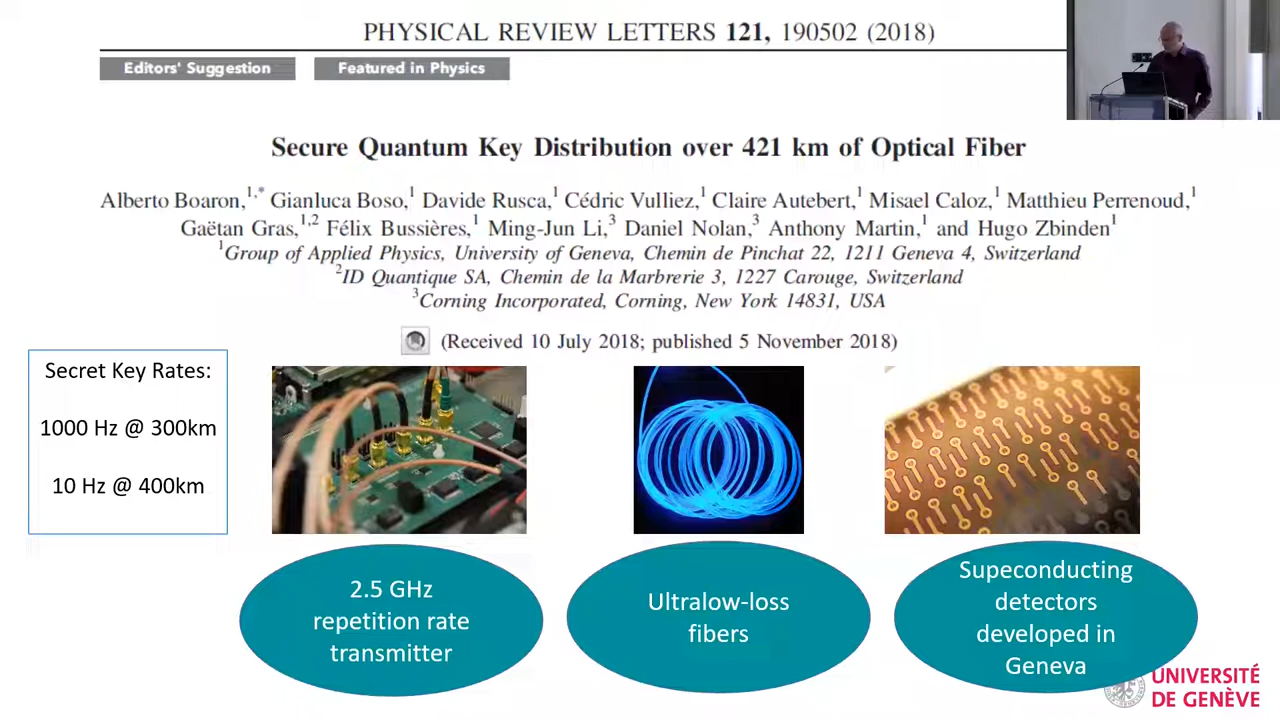 PHYSICAL REVIEW LETTERS 121, 190502 (2018)
Editors' Suggestion
Featured in Physics
Secure Quantum Key Distribution over 421 km of Optical Fiber
Alberto Boaron,1,* Gianluca Boso,1 Davide Rusca,1 Cédric Vulliez,1 Claire Autebert,1 Misael Caloz,1 Matthieu Perrenoud,1
Gaëtan Gras,1,2 Félix Bussières,1 Ming-Jun Li,3 Daniel Nolan,3 Anthony Martin,1 and Hugo Zbinden1
1Group of Applied Physics, University of Geneva, Chemin de Pinchat 22, 1211 Geneva 4, Switzerland
2ID Quantique SA, Chemin de la Marbrerie 3, 1227 Carouge, Switzerland
3Corning Incorporated, Corning, New York 14831, USA
(Received 10 July 2018; published 5 November 2018)
Secret Key Rates:
1000 Hz @ 300km
10 Hz @ 400km
2.5 GHz
repetition rate
transmitter
Ultralow-loss
fibers
Supeconducting
detectors
developed in
Geneva
UNIVERSITÉ
DE GENÈVE